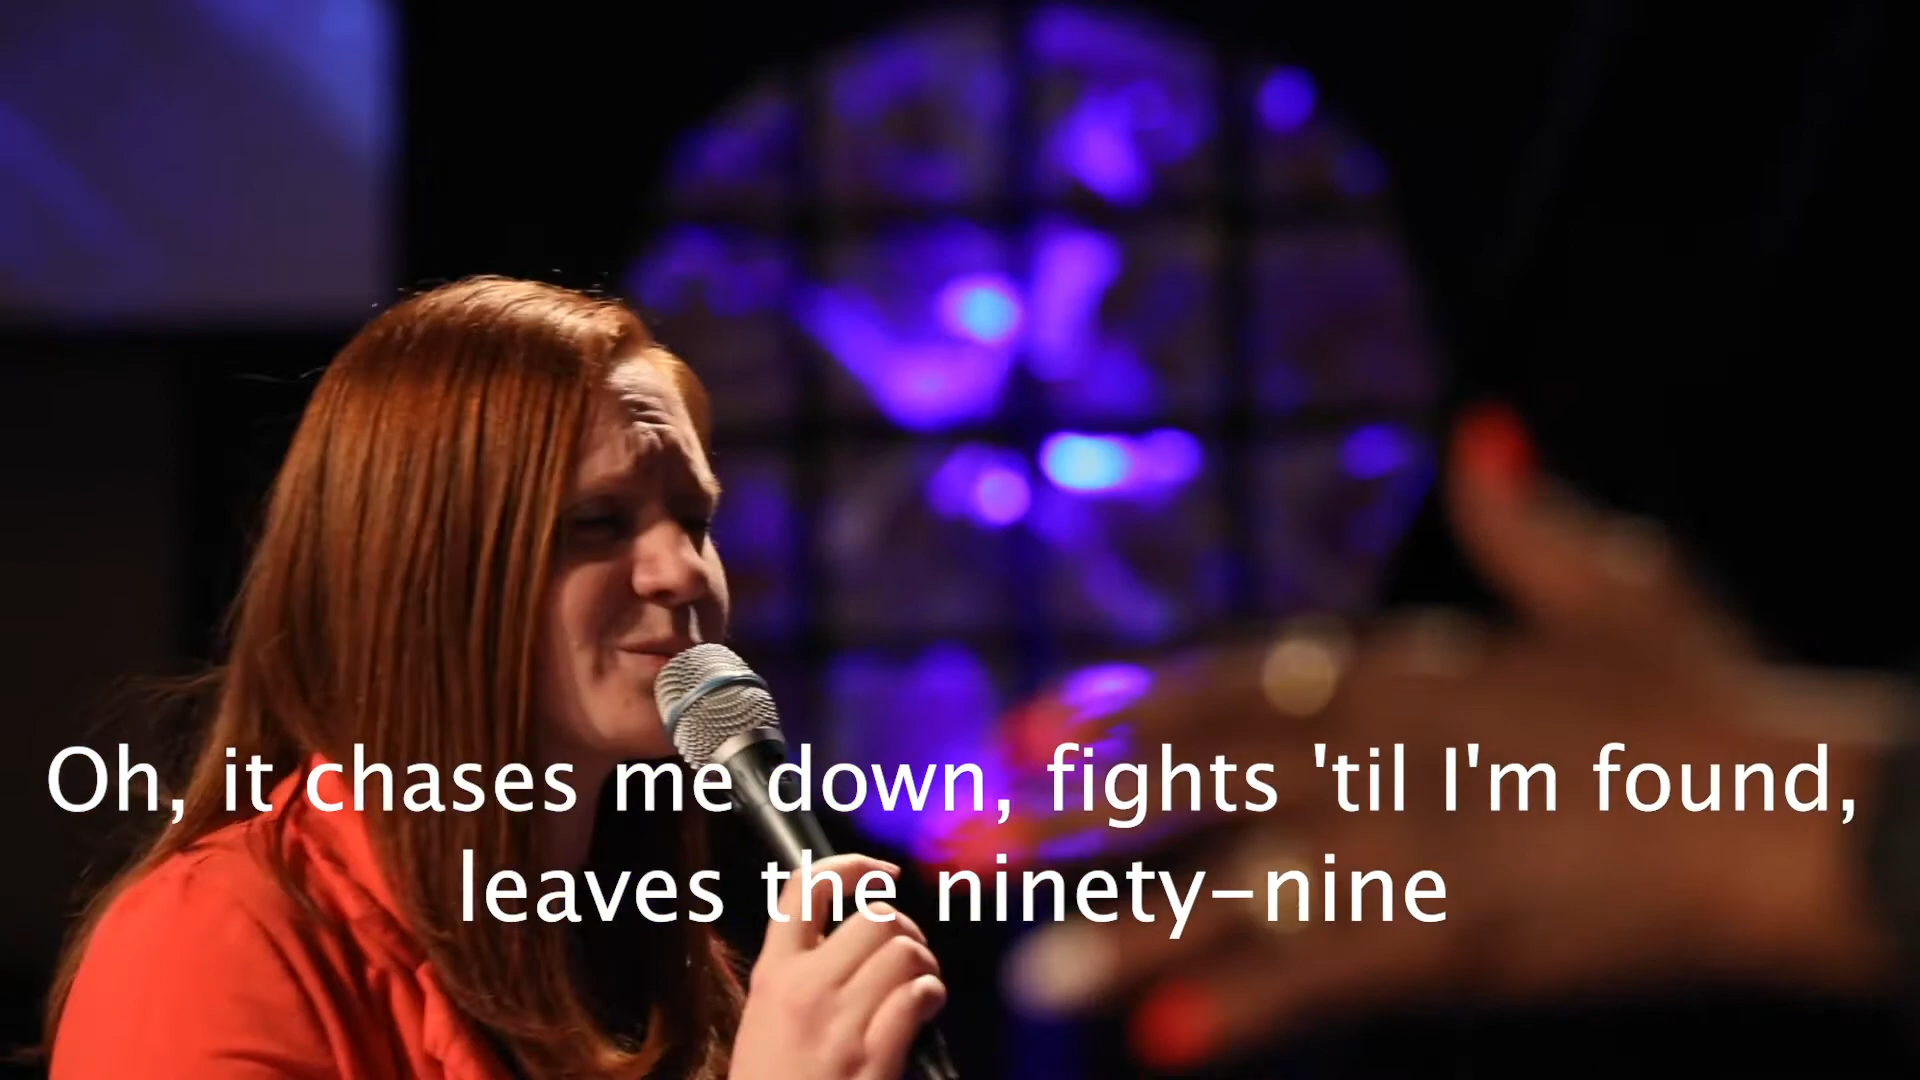 Oh, it chases me down, fights 'til I'm found,
leaves the ninety-nine